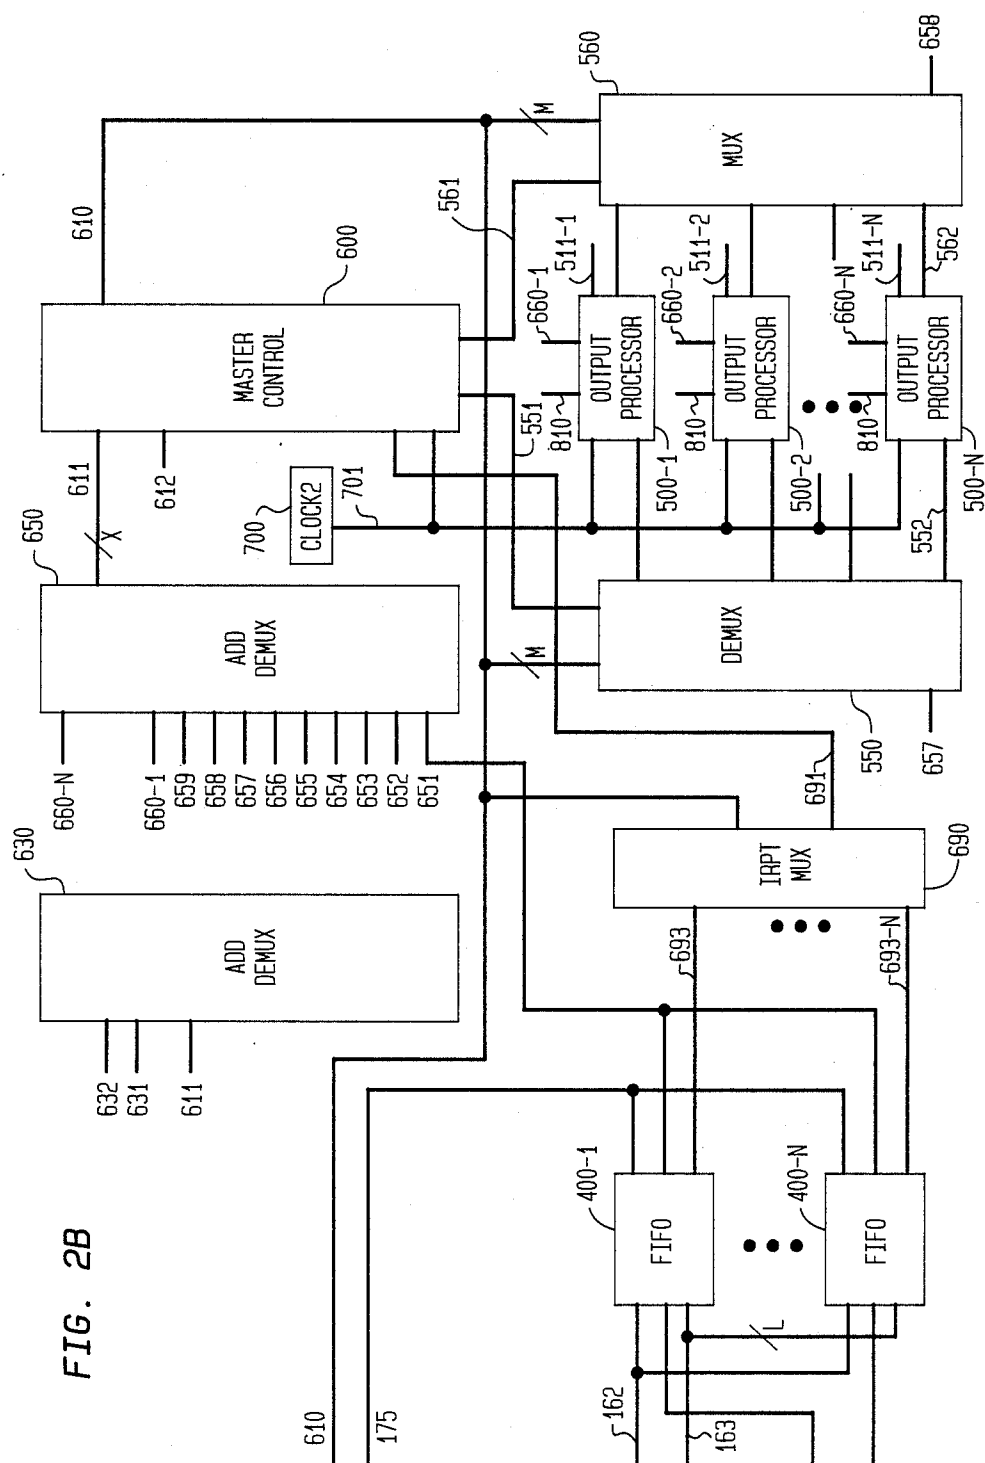 FIG. 2B
630
ADD
DEMUX
632
631
611
650
ADD
DEMUX
660-N
660-1
659
658
657
656
655
654
653
652
651
611
X
612
600
MASTER
CONTROL
610
700
CLOCK2
701
551
561
M
M
610
175
162
163
L
400-1
FIFO
400-N
FIFO
693
693-N
IRPT
MUX
690
691
550
DEMUX
657
552
810
660-1
511-1
OUTPUT
PROCESSOR
500-1
810
660-2
511-2
OUTPUT
PROCESSOR
500-2
810
660-N
511-N
OUTPUT
PROCESSOR
500-N
562
560
MUX
658